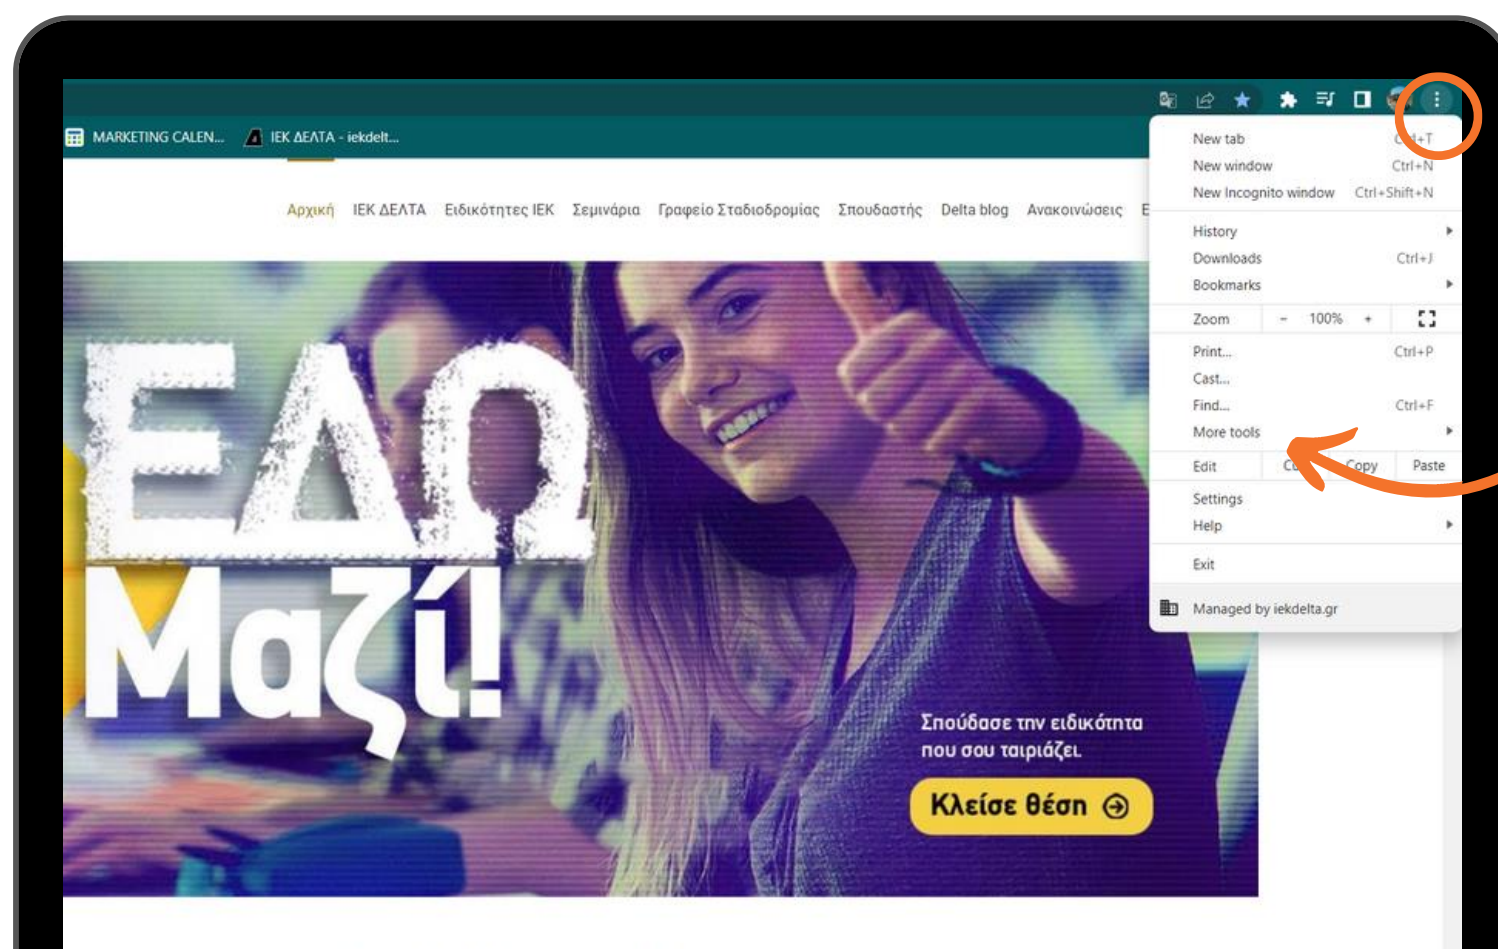 MARKETING CALEN...
ΙΕΚ ΔΕΛΤΑ - iekdelt...
Αρχική ΙΕΚ ΔΕΛΤΑ Ειδικότητες ΙΕΚ Σεμινάρια Γραφείο Σταδιοδρομίας Σπουδαστής Delta blog Ανακοινώσεις
New tab
New window Ctrl+N
New Incognito window Ctrl+Shift+N
History
Downloads Ctrl+J
Bookmarks
Zoom - 100% +
Print... Ctrl+P
Cast...
Find... Ctrl+F
More tools
Edit Copy Paste
Settings
Help
Exit
Managed by iekdelta.gr
ΕΔΩ
Μαζί!
Σπούδασε την ειδικότητα
που σου ταιριάζει.
Κλείσε θέση